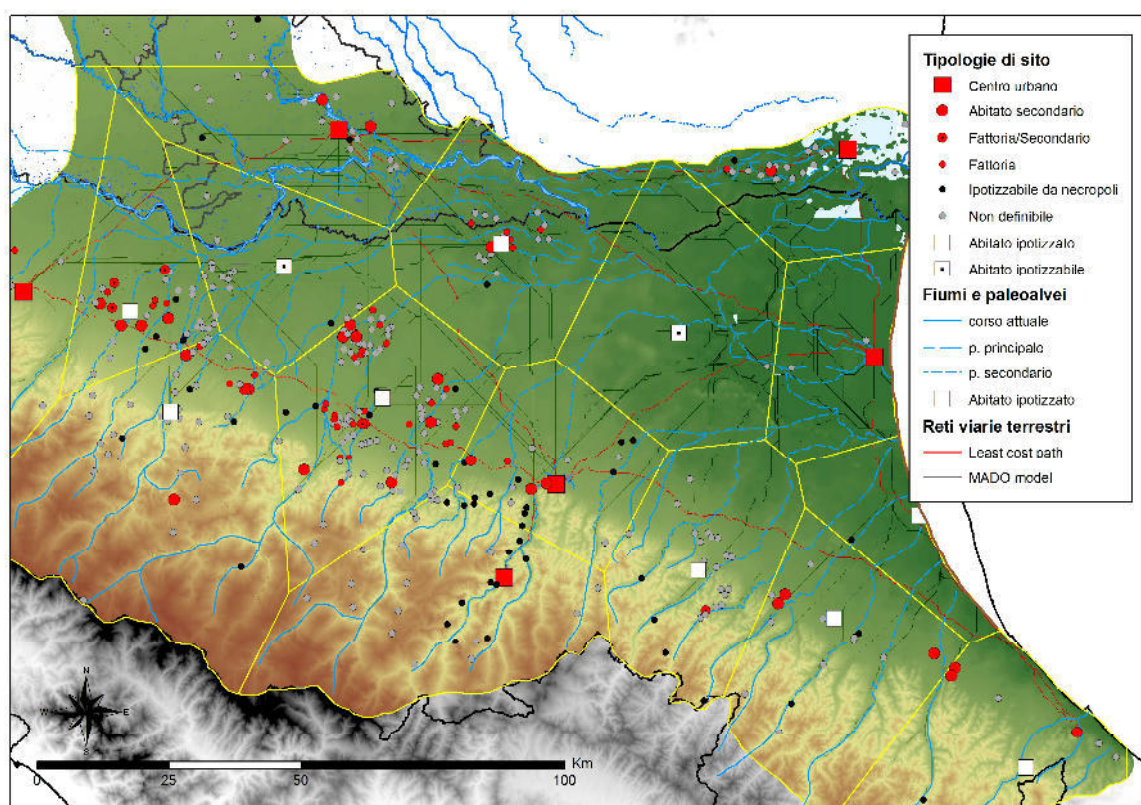 Tipologie di sito
Centro urbano
Abitato secondario
Fattoria/Secondario
Fattoria
Ipotizzabile da necropoli
Non definibile
Abitato ipotizzato
Abitato ipotizzabile
Fiumi e paleoalvei
corso attuale
p. principale
p. secondario
Abitato ipotizzato
Reti viarie terrestri
Least cost path
MADO model
N
W E
S
Km
0 25 50 100